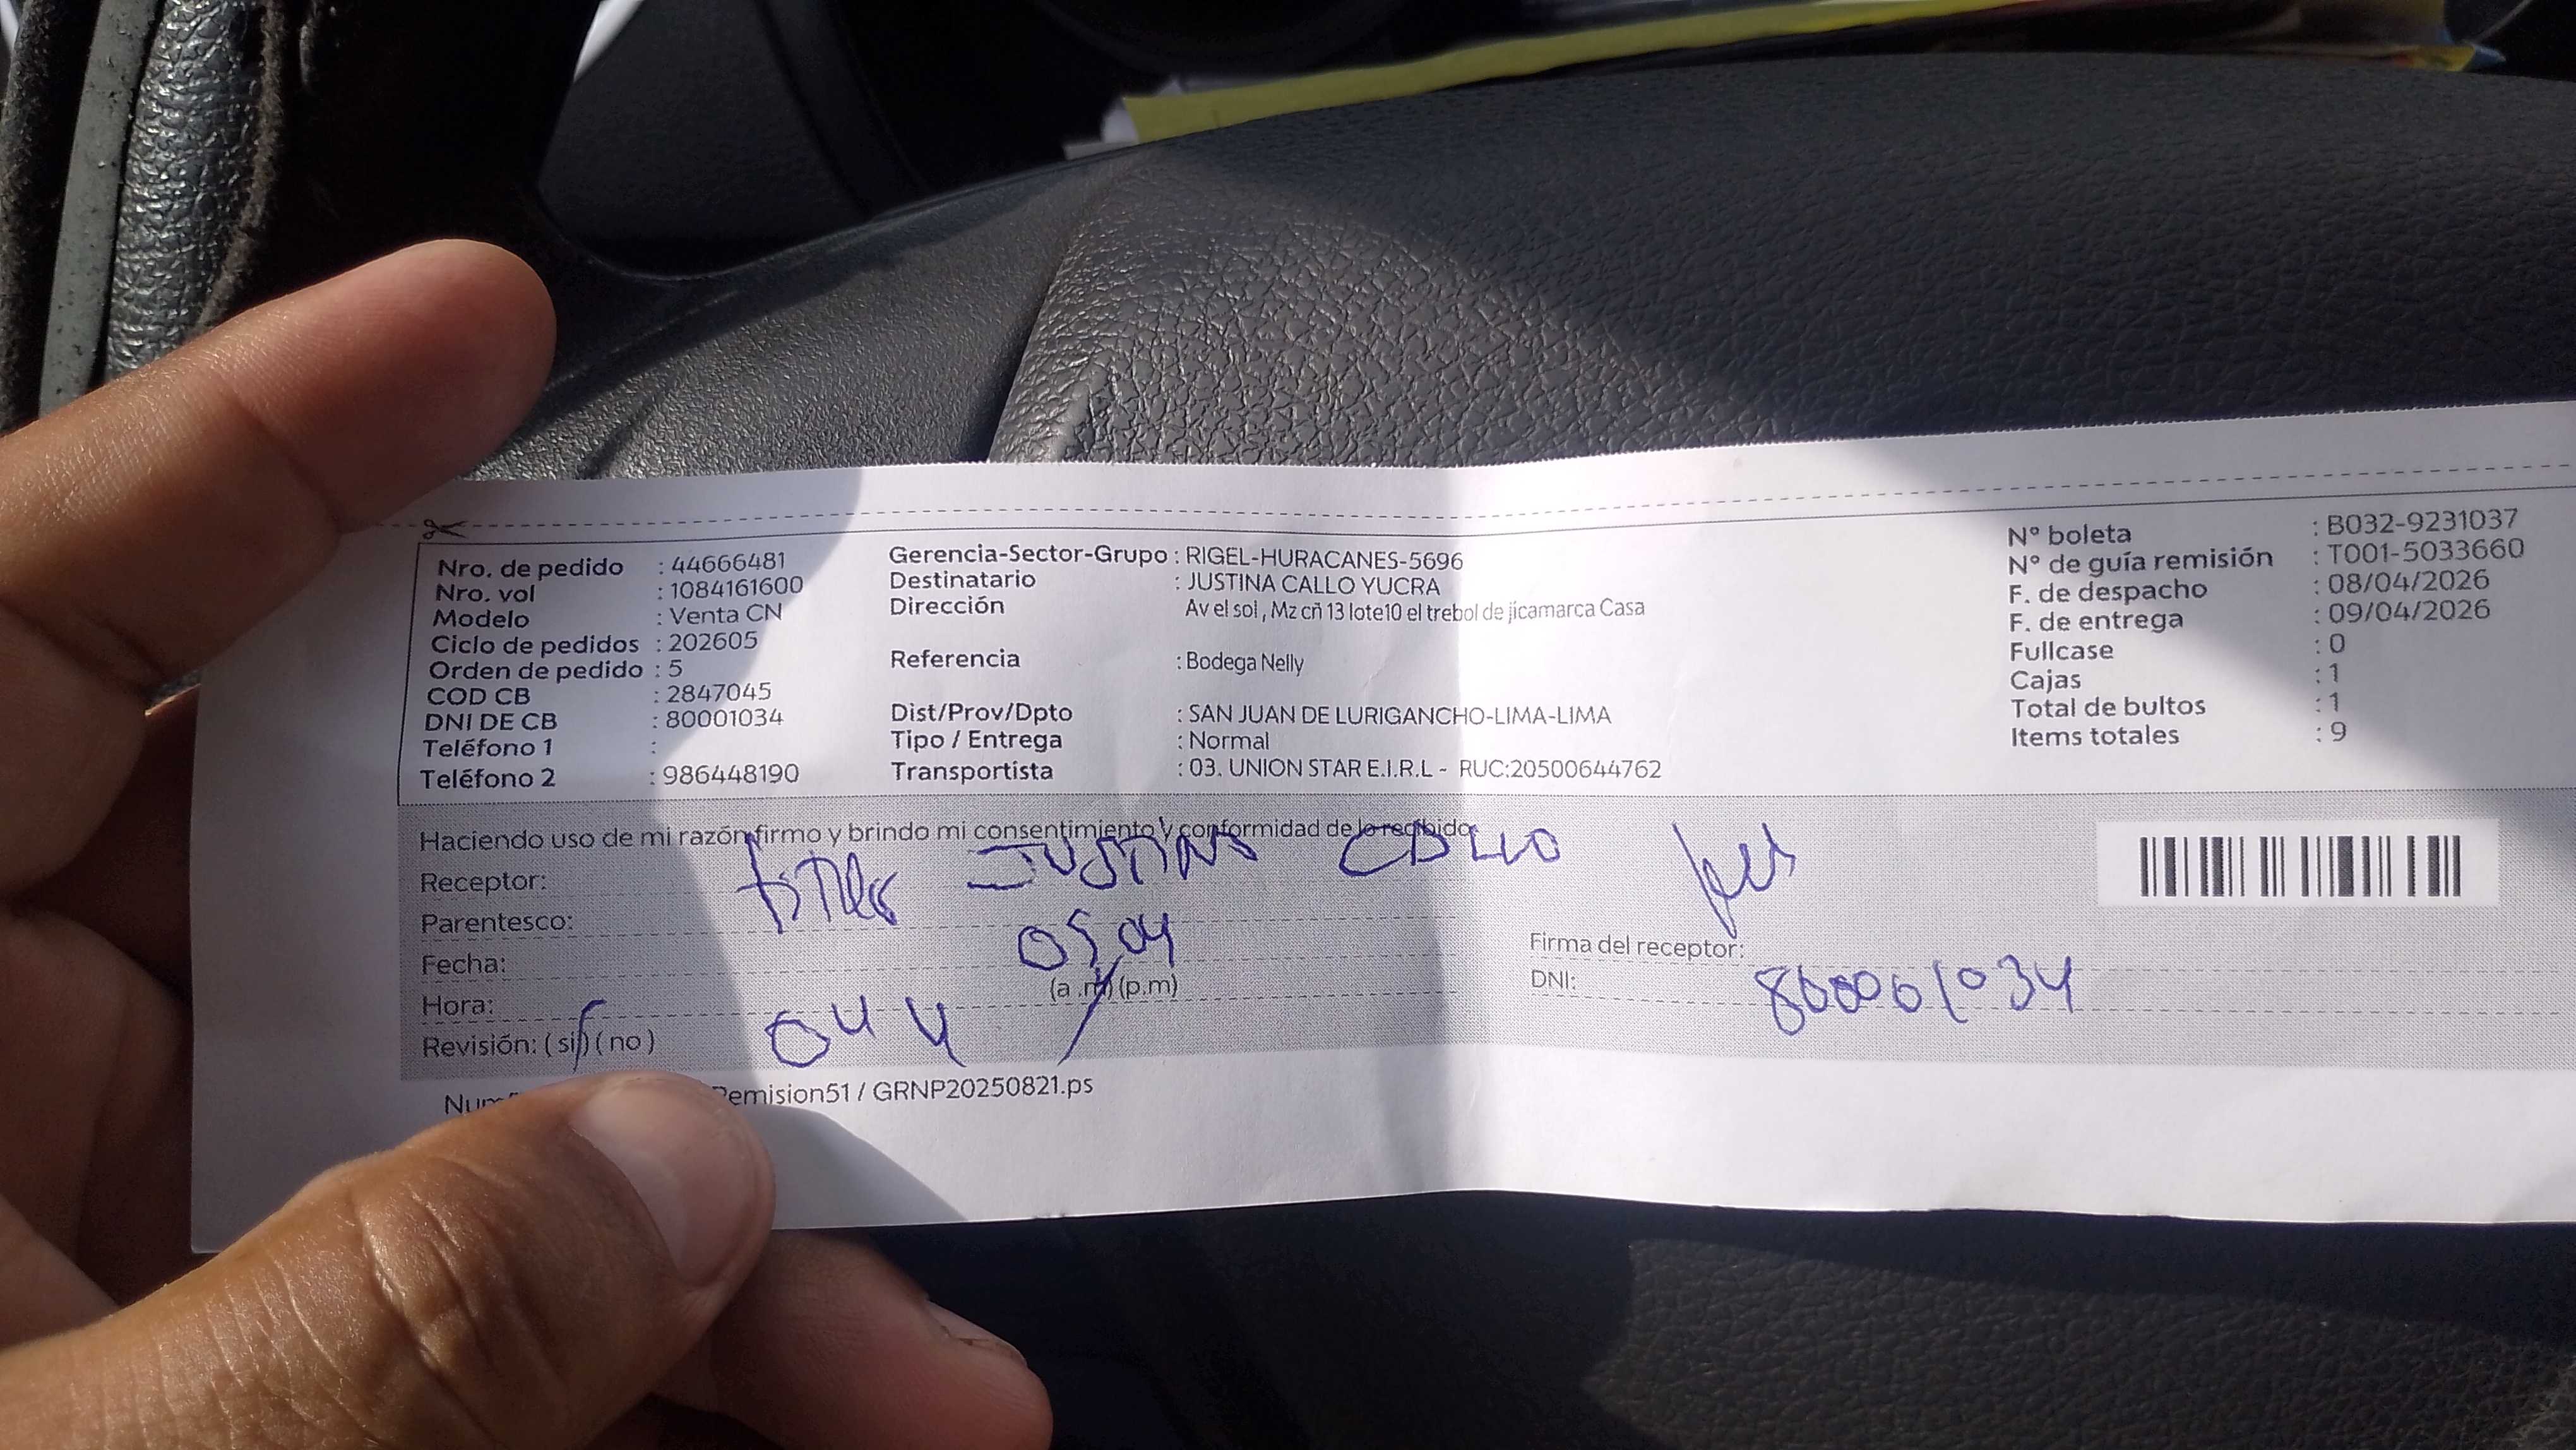 Nro. de pedido : 44666481
Nro. vol : 1084161600
Modelo : Venta CN
Ciclo de pedidos : 202605
Orden de pedido : 5
COD CB : 2847045
DNI DE CB : 80001034
Teléfono 1 :
Teléfono 2 : 986448190
Gerencia-Sector-Grupo : RIGEL-HURACANES-5696
Destinatario : JUSTINA CALLO YUCRA
Dirección Av el sol , Mz cñ 13 lote10 el trebol de jicamarca Casa
Referencia : Bodega Nelly
Dist/Prov/Dpto : SAN JUAN DE LURIGANCHO-LIMA-LIMA
Tipo / Entrega : Normal
Transportista : 03. UNION STAR E.I.R.L - RUC:20500644762
N° boleta : B032-9231037
N° de guía remisión : T001-5033660
F. de despacho : 08/04/2026
F. de entrega : 09/04/2026
Fullcase : 0
Cajas : 1
Total de bultos : 1
Items totales : 9
Haciendo uso de mi razón firmo y brindo mi consentimiento y conformidad de lo recibido
Receptor: JUSTINA CALLO
Parentesco:
Fecha:
Hora: (a .m) (p.m)
Revisión: ( si ) ( no )
Firma del receptor:
DNI:
emision51 / GRNP20250821.ps